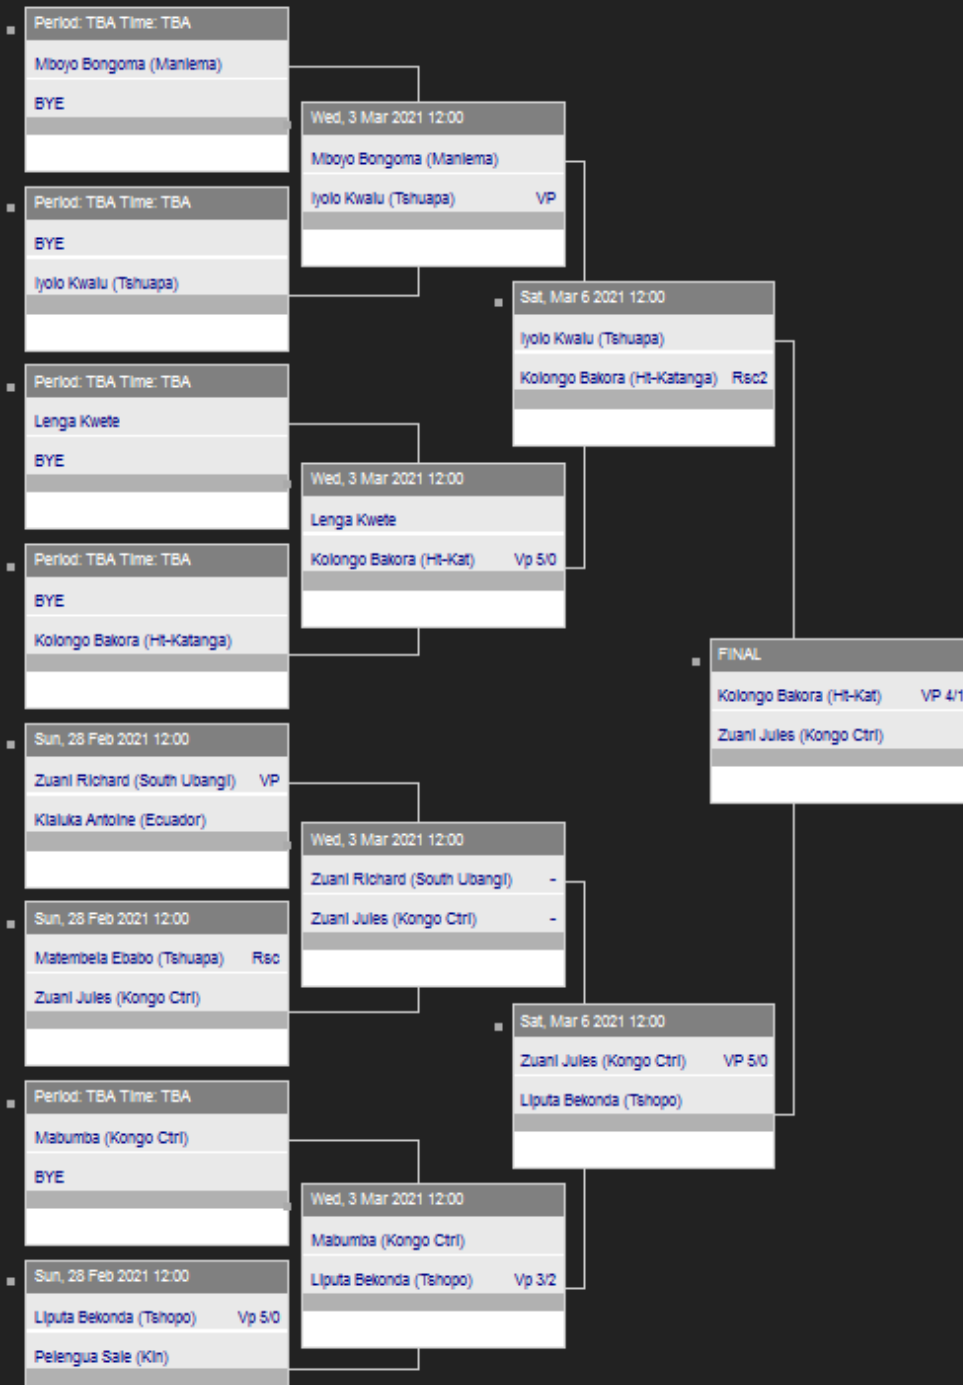 Period: TBA Time: TBA
Mboyo Bongoma (Maniema)
BYE
Period: TBA Time: TBA
BYE
Iyolo Kwalu (Tshuapa)
Period: TBA Time: TBA
Lenga Kwete
BYE
Period: TBA Time: TBA
BYE
Kolongo Bakora (Ht-Katanga)
Sun, 28 Feb 2021 12:00
Zuani Richard (South Ubangi) VP
Kialuka Antoine (Ecuador)
Sun, 28 Feb 2021 12:00
Matembela Ebabo (Tshuapa) Rsc
Zuani Jules (Kongo Ctrl)
Period: TBA Time: TBA
Mabumba (Kongo Ctrl)
BYE
Sun, 28 Feb 2021 12:00
Liputa Bekonda (Tshopo) Vp 5/0
Pelengua Sale (Kin)
Wed, 3 Mar 2021 12:00
Mboyo Bongoma (Maniema)
Iyolo Kwalu (Tshuapa) VP
Wed, 3 Mar 2021 12:00
Lenga Kwete
Kolongo Bakora (Ht-Kat) Vp 5/0
Wed, 3 Mar 2021 12:00
Zuani Richard (South Ubangi) -
Zuani Jules (Kongo Ctrl) -
Wed, 3 Mar 2021 12:00
Mabumba (Kongo Ctrl)
Liputa Bekonda (Tshopo) Vp 3/2
Sat, Mar 6 2021 12:00
Iyolo Kwalu (Tshuapa)
Kolongo Bakora (Ht-Katanga) Rsc2
Sat, Mar 6 2021 12:00
Zuani Jules (Kongo Ctrl) VP 5/0
Liputa Bekonda (Tshopo)
FINAL
Kolongo Bakora (Ht-Kat) VP 4/1
Zuani Jules (Kongo Ctrl)